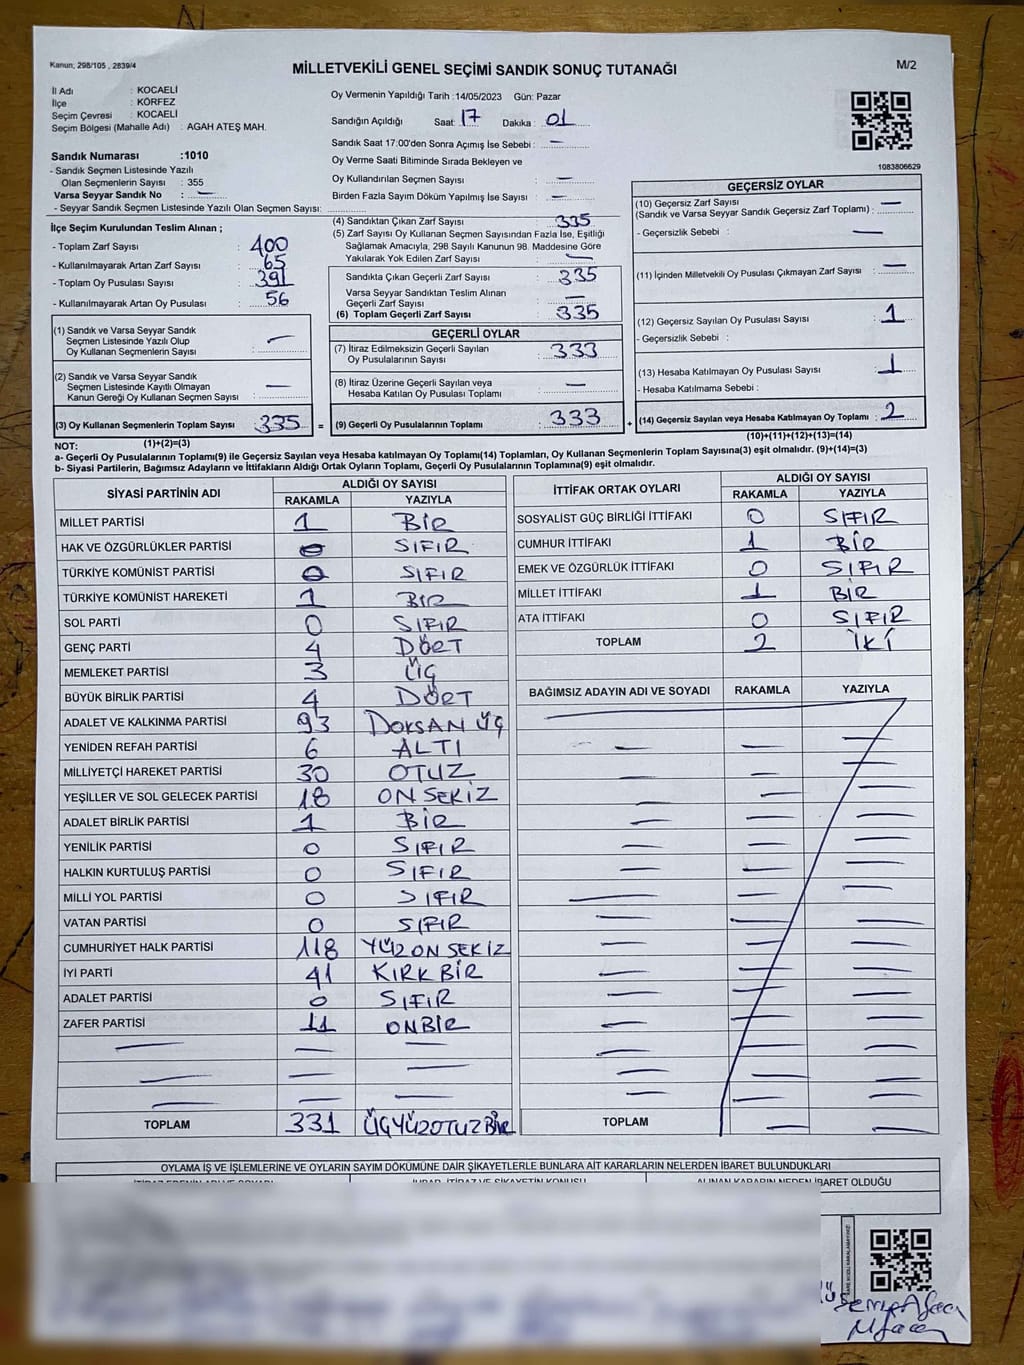 Kanun; 298/105 , 2839/4
MİLLETVEKİLİ GENEL SEÇİMİ SANDIK SONUÇ TUTANAĞI
M/2
İl Adı : KOCAELİ
İlçe : KÖRFEZ
Seçim Çevresi : KOCAELİ
Seçim Bölgesi (Mahalle Adı) : AGAH ATEŞ MAH.
Sandık Numarası :1010
- Sandık Seçmen Listesinde Yazılı
Olan Seçmenlerin Sayısı : 355
Varsa Seyyar Sandık No : —
- Seyyar Sandık Seçmen Listesinde Yazılı Olan Seçmen Sayısı:
İlçe Seçim Kurulundan Teslim Alınan ;
- Toplam Zarf Sayısı : 400
- Kullanılmayarak Artan Zarf Sayısı : 65
- Toplam Oy Pusulası Sayısı : 391
- Kullanılmayarak Artan Oy Pusulası : 56
(1) Sandık ve Varsa Seyyar Sandık
Seçmen Listesinde Yazılı Olup
Oy Kullanan Seçmenlerin Sayısı : —
(2) Sandık ve Varsa Seyyar Sandık
Seçmen Listesinde Kayıtlı Olmayan
Kanun Gereği Oy Kullanan Seçmen Sayısı : —
(3) Oy Kullanan Seçmenlerin Toplam Sayısı : 335 =
Oy Vermenin Yapıldığı Tarih :14/05/2023 Gün: Pazar
Sandığın Açıldığı Saat: 17 Dakika : 01
Sandık Saat 17:00'den Sonra Açımış İse Sebebi : —
Oy Verme Saati Bitiminde Sırada Bekleyen ve
Oy Kullandırılan Seçmen Sayısı : —
Birden Fazla Sayım Döküm Yapılmış İse Sayısı : —
(4) Sandıktan Çıkan Zarf Sayısı : 335
(5) Zarf Sayısı Oy Kullanan Seçmen Sayısından Fazla İse, Eşitliği
Sağlamak Amacıyla, 298 Sayılı Kanunun 98. Maddesine Göre
Yakılarak Yok Edilen Zarf Sayısı : —
Sandıkta Çıkan Geçerli Zarf Sayısı : 335
Varsa Seyyar Sandıktan Teslim Alınan
Geçerli Zarf Sayısı : —
(6) Toplam Geçerli Zarf Sayısı : 335
GEÇERLİ OYLAR
(7) İtiraz Edilmeksizin Geçerli Sayılan
Oy Pusulalarının Sayısı : 333
(8) İtiraz Üzerine Geçerli Sayılan veya
Hesaba Katılan Oy Pusulası Toplamı : —
(9) Geçerli Oy Pusulalarının Toplamı : 333 +
1083806629
GEÇERSİZ OYLAR
(10) Geçersiz Zarf Sayısı
(Sandık ve Varsa Seyyar Sandık Geçersiz Zarf Toplamı) : —
- Geçersizlik Sebebi : —
(11) İçinden Milletvekili Oy Pusulası Çıkmayan Zarf Sayısı : —
(12) Geçersiz Sayılan Oy Pusulası Sayısı : 1
- Geçersizlik Sebebi :
(13) Hesaba Katılmayan Oy Pusulası Sayısı : 1
- Hesaba Katılmama Sebebi :
(14) Geçersiz Sayılan veya Hesaba Katılmayan Oy Toplamı : 2
NOT: (1)+(2)=(3) (10)+(11)+(12)+(13)=(14)
a- Geçerli Oy Pusulasının Toplamı(9) ile Geçersiz Sayılan veya Hesaba katılmayan Oy Toplamı(14) Toplamları, Oy Kullanan Seçmenlerin Toplam Sayısına(3) eşit olmalıdır. (9)+(14)=(3)
b- Siyasi Partilerin, Bağımsız Adayların ve İttifakların Aldığı Ortak Oyların Toplamı, Geçerli Oy Pusulalarının Toplamına(9) eşit olmalıdır.
SİYASİ PARTİNİN ADI ALDIĞI OY SAYISI
RAKAMLA YAZIYLA
MİLLET PARTİSİ 1 BİR
HAK VE ÖZGÜRLÜKLER PARTİSİ 0 SIFIR
TÜRKİYE KOMÜNİST PARTİSİ 0 SIFIR
TÜRKİYE KOMÜNİST HAREKETİ 1 BİR
SOL PARTİ 0 SIFIR
GENÇ PARTİ 4 DÖRT
MEMLEKET PARTİSİ 3 ÜÇ
BÜYÜK BİRLİK PARTİSİ 4 DÖRT
ADALET VE KALKINMA PARTİSİ 93 DOKSAN ÜÇ
YENİDEN REFAH PARTİSİ 6 ALTI
MİLLİYETÇİ HAREKET PARTİSİ 30 OTUZ
YEŞİLLER VE SOL GELECEK PARTİSİ 18 ON SEKİZ
ADALET BİRLİK PARTİSİ 1 BİR
YENİLİK PARTİSİ 0 SIFIR
HALKIN KURTULUŞ PARTİSİ 0 SIFIR
MİLLİ YOL PARTİSİ 0 SIFIR
VATAN PARTİSİ 0 SIFIR
CUMHURİYET HALK PARTİSİ 118 YÜZ ON SEKİZ
İYİ PARTİ 41 KIRK BİR
ADALET PARTİSİ 0 SIFIR
ZAFER PARTİSİ 11 ONBİR
TOPLAM 331 ÜÇYÜZOTUZBİR
İTTİFAK ORTAK OYLARI ALDIĞI OY SAYISI
RAKAMLA YAZIYLA
SOSYALİST GÜÇ BİRLİĞİ İTTİFAKI 0 SIFIR
CUMHUR İTTİFAKI 1 BİR
EMEK VE ÖZGÜRLÜK İTTİFAKI 0 SIFIR
MİLLET İTTİFAKI 1 BİR
ATA İTTİFAKI 0 SIFIR
TOPLAM 2 İKİ
BAĞIMSIZ ADAYIN ADI VE SOYADI RAKAMLA YAZIYLA
TOPLAM — —
OYLAMA İŞ VE İŞLEMLERİNE VE OYLARIN SAYIM DÖKÜMÜNE DAİR ŞİKAYETLERLE BUNLARA AİT KARARLARIN NELERDEN İBARET BULUNDUKLARI
ALINAN KARARIN NEDEN İBARET OLDUĞU